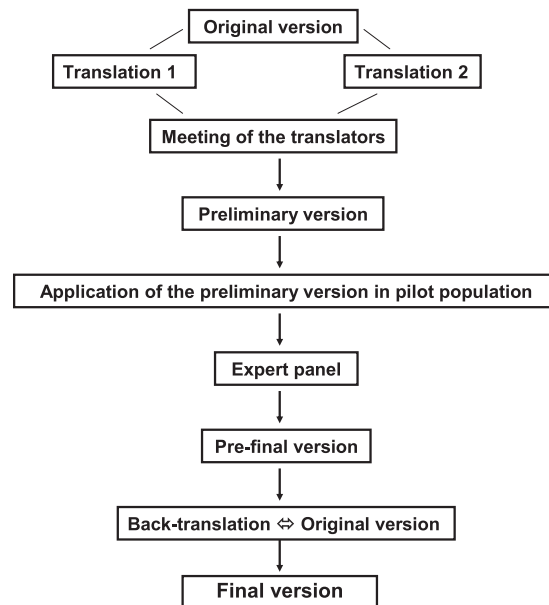 Original version
Translation 1
Translation 2
Meeting of the translators
Preliminary version
Application of the preliminary version in pilot population
Expert panel
Pre-final version
Back-translation ⇔ Original version
Final version